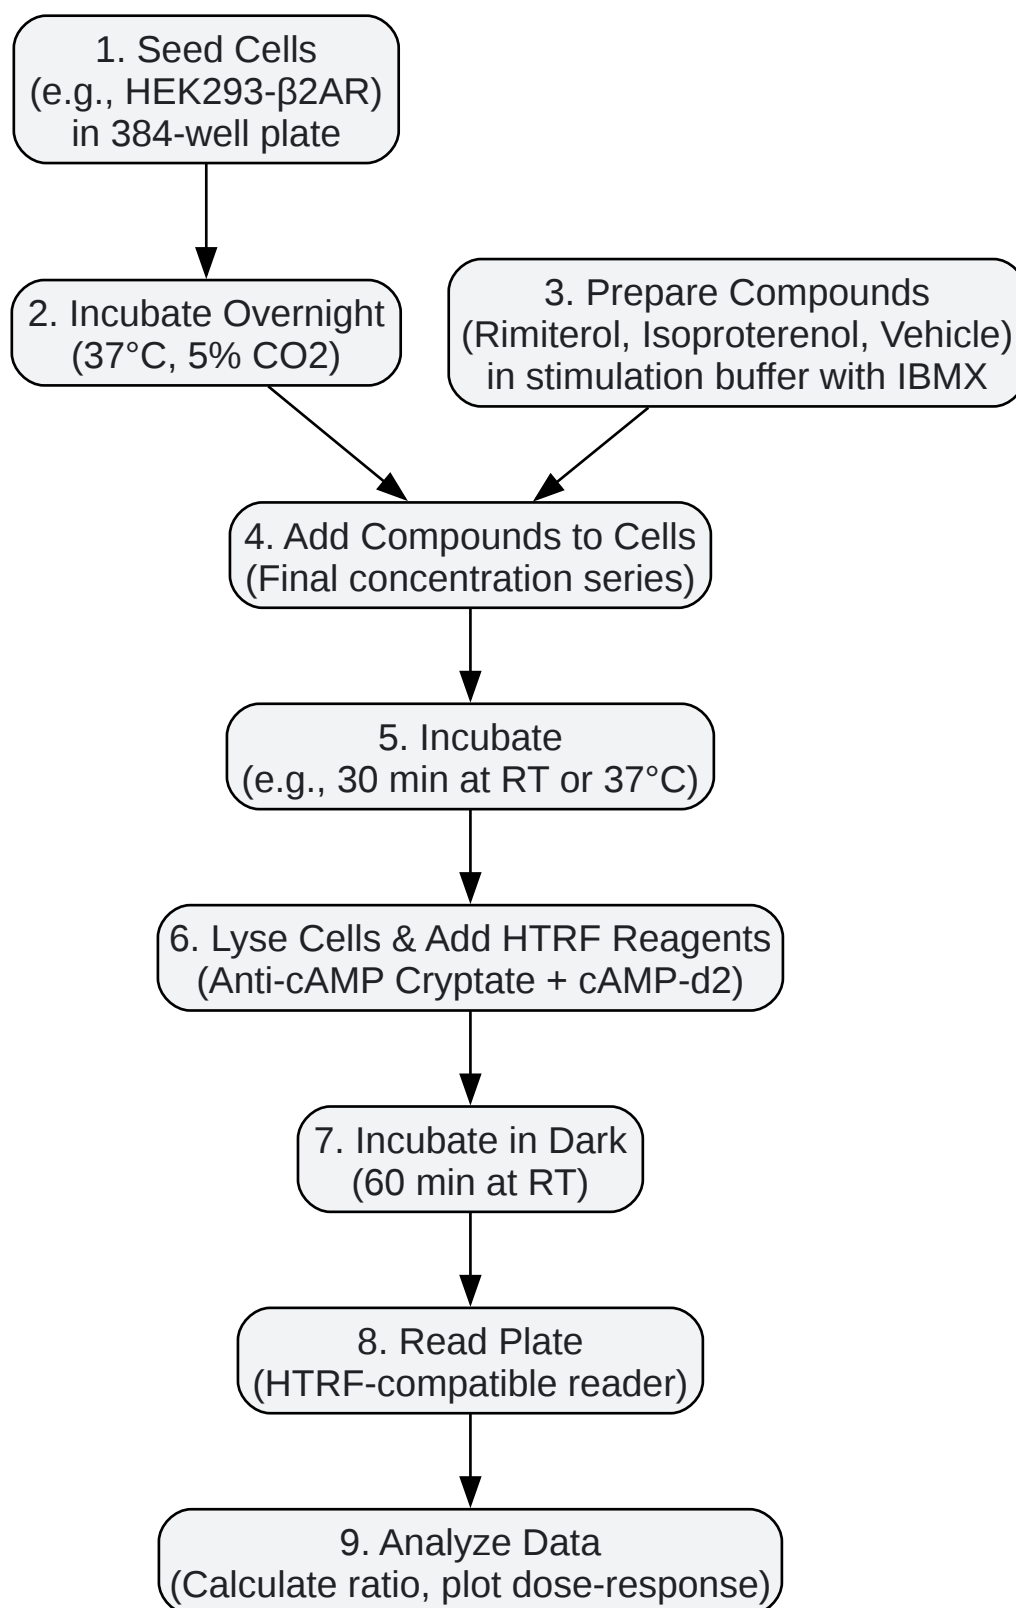 1. Seed Cells
(e.g., HEK293-β2AR)
in 384-well plate
2. Incubate Overnight
(37°C, 5% CO2)
3. Prepare Compounds
(Rimiterol, Isoproterenol, Vehicle)
in stimulation buffer with IBMX
4. Add Compounds to Cells
(Final concentration series)
5. Incubate
(e.g., 30 min at RT or 37°C)
6. Lyse Cells & Add HTRF Reagents
(Anti-cAMP Cryptate + cAMP-d2)
7. Incubate in Dark
(60 min at RT)
8. Read Plate
(HTRF-compatible reader)
9. Analyze Data
(Calculate ratio, plot dose-response)